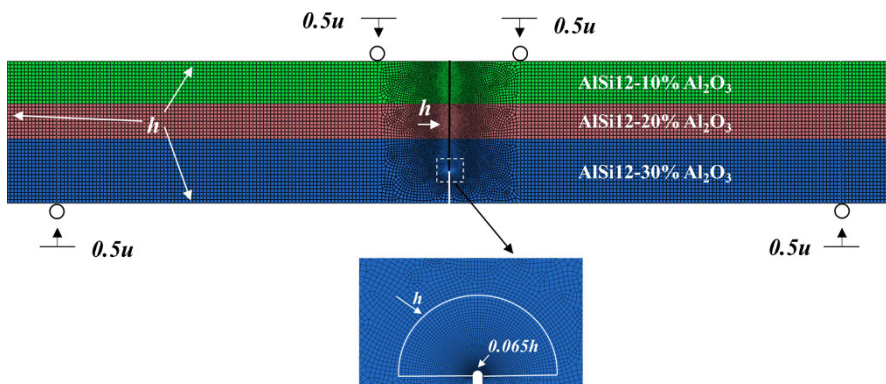 0.5u 0.5u
AlSi12-10% Al₂O₃
h
h
AlSi12-20% Al₂O₃
AlSi12-30% Al₂O₃
0.5u 0.5u
h
0.065h